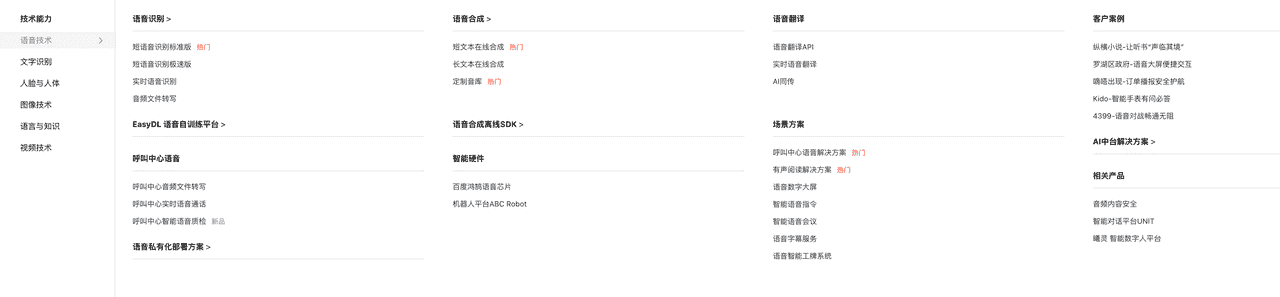 技术能力
语音技术
文字识别
人脸与人体
图像技术
语言与知识
视频技术
语音识别 >
短语音识别标准版 热门
短语音识别极速版
实时语音识别
音频文件转写
EasyDL 语音自训练平台 >
呼叫中心语音
呼叫中心音频文件转写
呼叫中心实时语音通话
呼叫中心智能语音质检 新品
语音私有化部署方案 >
语音合成 >
短文本在线合成 热门
长文本在线合成
定制音库 热门
语音合成离线SDK >
智能硬件
百度鸿鹄语音芯片
机器人平台ABC Robot
语音翻译
语音翻译API
实时语音翻译
AI同传
场景方案
呼叫中心语音解决方案 热门
有声阅读解决方案 热门
语音数字大屏
智能语音指令
智能语音会议
语音字幕服务
语音智能工牌系统
客户案例
纵横小说-让听书“声临其境”
罗湖区政府-语音大屏便捷交互
嘀嗒出现-订单播报安全护航
Kido-智能手表有问必答
4399-语音对战畅通无阻
AI中台解决方案 >
相关产品
音频内容安全
智能对话平台UNIT
曦灵 智能数字人平台